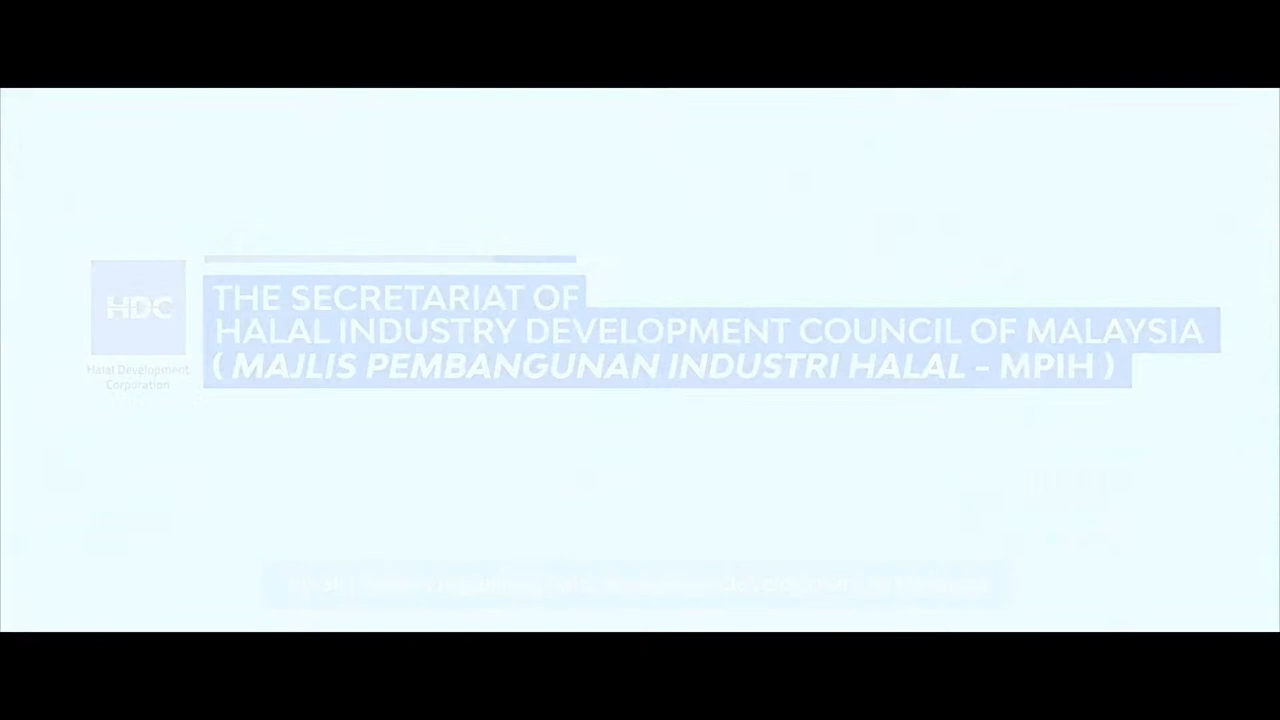 HDC
Halal Development
Corporation
THE SECRETARIAT OF
HALAL INDUSTRY DEVELOPMENT COUNCIL OF MALAYSIA
( MAJLIS PEMBANGUNAN INDUSTRI HALAL - MPIH )